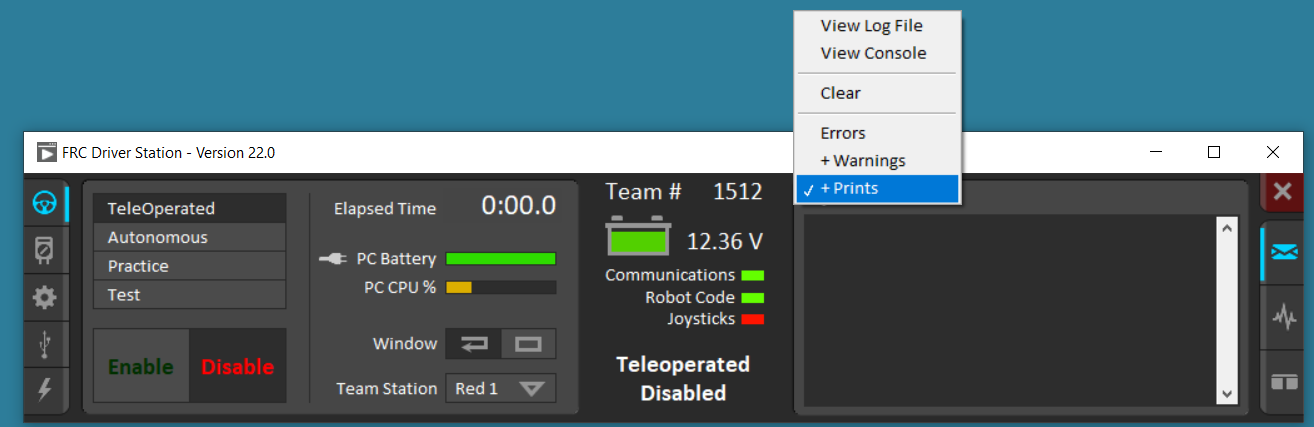 View Log File
View Console
Clear
Errors
+ Warnings
✓ + Prints
FRC Driver Station - Version 22.0
TeleOperated
Autonomous
Practice
Test
Enable Disable
Elapsed Time 0:00.0
PC Battery
PC CPU %
Window
Team Station Red 1
Team # 1512
12.36 V
Communications
Robot Code
Joysticks
Teleoperated
Disabled